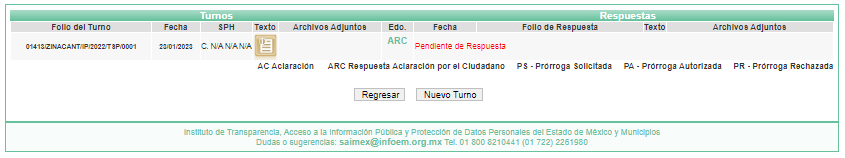 Turnos Respuestas
Folio del Turno Fecha SPH Texto Archivos Adjuntos Edo. Fecha Folio de Respuesta Texto Archivos Adjuntos
01413/ZINACANT/IP/2022/TSP/0001 23/01/2023 C. N/A N/A N/A ARC Pendiente de Respuesta
AC Aclaración ARC Respuesta Aclaración por el Ciudadano PS - Prórroga Solicitada PA - Prórroga Autorizada PR - Prórroga Rechazada
Regresar Nuevo Turno
Instituto de Transparencia, Acceso a la Información Pública y Protección de Datos Personales del Estado de México y Municipios
Dudas o sugerencias: saimex@infoem.org.mx Tel. 01 800 8210441 (01 722) 2261980